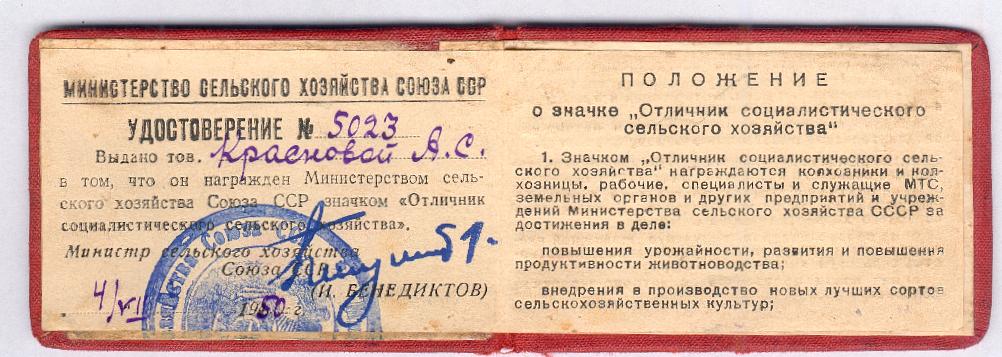 МИНИСТЕРСТВО СЕЛЬСКОГО ХОЗЯЙСТВА СОЮЗА ССР
УДОСТОВЕРЕНИЕ № 5023
Выдано тов. Красновой А.С.
в том, что он награжден Министерством сель-
ского хозяйства Союза ССР значком «Отличник
социалистического сельского хозяйства».
Министр сельского хозяйства
Союза ССР
(И. БЕНЕДИКТОВ)
4/XII 1950 г.
ПОЛОЖЕНИЕ
о значке „Отличник социалистического
сельского хозяйства"
1. Значком „Отличник социалистического сель-
ского хозяйства" награждаются колховники и кол-
хозницы, рабочие, специалисты и служащие МТС,
земельных органов и других предприятий и учреж-
дений Министерства сельского хозяйства СССР за
достижения в деле:
повышения урожайности, развития и повышения
продуктивности животноводства;
внедрения в производство новых лучших сортов
сельскохозяйственных культур;